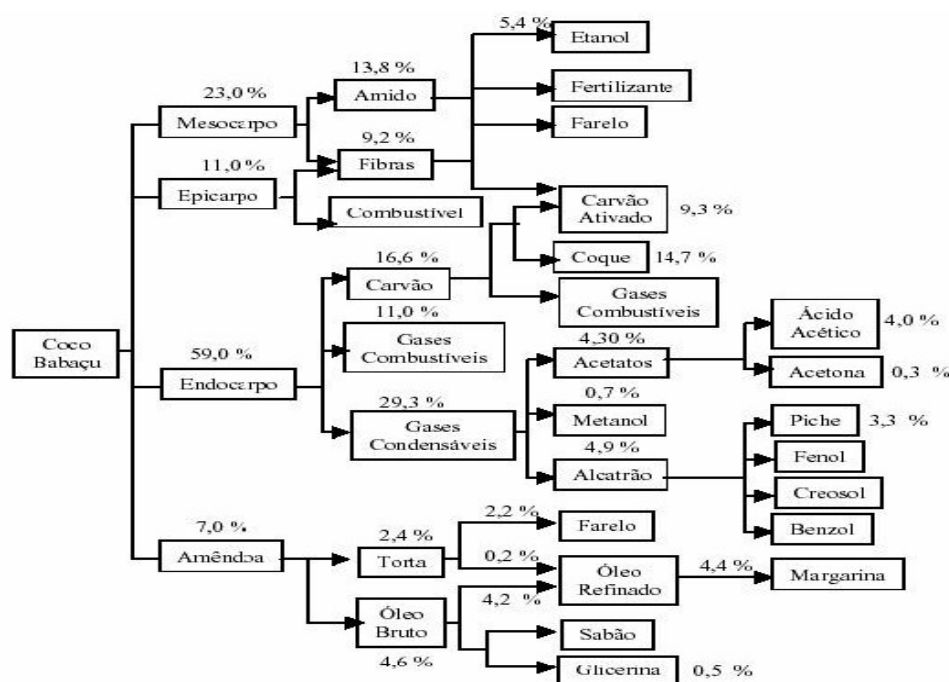 5,4 %
Etanol
13,8 %
23,0 %
Amido
Fertilizante
Mesocarpo
9,2 %
Farelo
11,0 %
Fibras
Epicarpo
Combustível
Carvão
Ativado
9,3 %
16,6 %
Carvão
Coque
14,7 %
11,0 %
Gases
Combustíveis
Gases
Combustíveis
Ácido
Acético
4,0 %
Coco
Babaçu
59,0 %
Endocarpo
4,30 %
Acetatos
Acetona
0,3 %
29,3 %
Gases
Condensáveis
0,7 %
Metanol
Piche
3,3 %
4,9 %
Alcatrão
Fenol
Creosol
Benzol
7,0 %
Amêndoa
2,4 %
Torta
2,2 %
Farelo
0,2 %
Óleo
Refinado
4,4 %
Margarina
Óleo
Bruto
4,2 %
4,6 %
Sabão
Glicerina
0,5 %